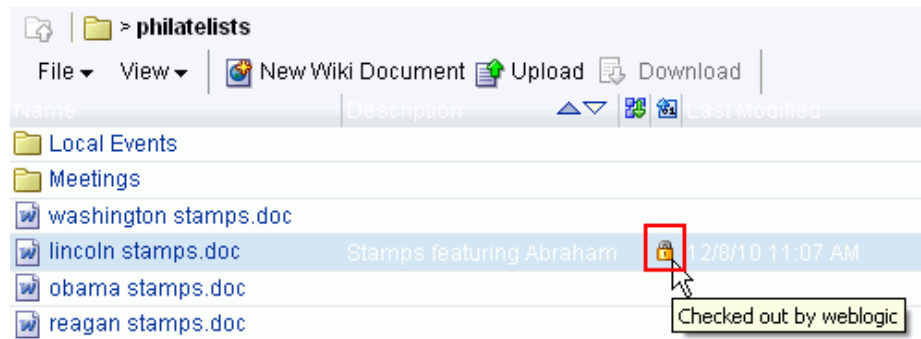 > philatelists
File View New Wiki Document Upload Download
Name Description Last Modified
Local Events
Meetings
washington stamps.doc
lincoln stamps.doc Stamps featuring Abraham 12/8/10 11:07 AM
obama stamps.doc
Checked out by weblogic
reagan stamps.doc